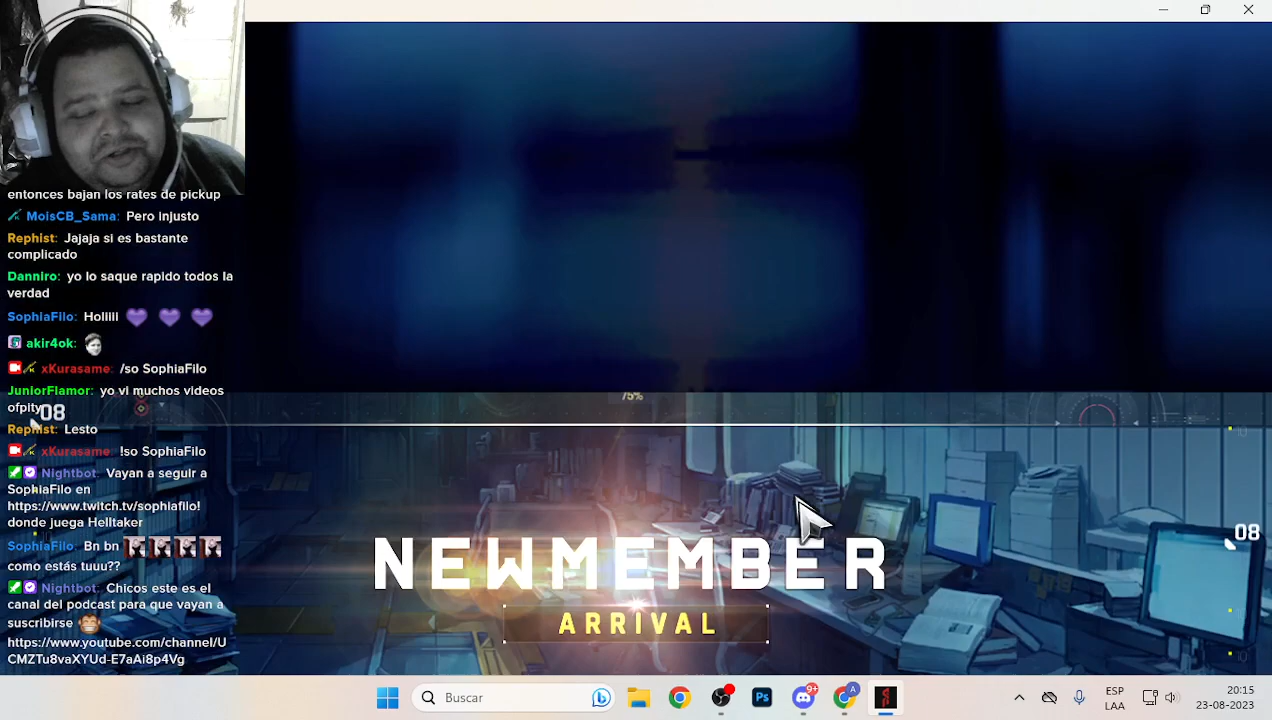 entonces bajan los rates de pickup
MoisCB_Sama: Pero Injusto
Rephist: Jajaja si es bastante
complicado
Danniro: yo lo saque rapido todos la
verdad
SophiaFilo: Holiiii
akir4ok:
xKurasame: /so SophiaFilo
JuniorFlamor: yo vi muchos videos
ofpity
08
Rephist: Lesto
xKurasame: !so SophiaFilo
Nightbot: Vayan a seguir a
SophiaFilo en
https://www.twitch.tv/sophiafilo!
donde juega Helltaker
SophiaFilo: Bn bn
como estás tuuu??
Nightbot: Chicos este es el
canal del podcast para que vayan a
suscribirse
https://www.youtube.com/channel/U
CMZTu8vaXYUd-E7aAi8p4Vg
75%
10
08
NEWMEMBER
ARRIVAL
10
Buscar
9+
A
ESP
LAA
20:15
23-08-2023